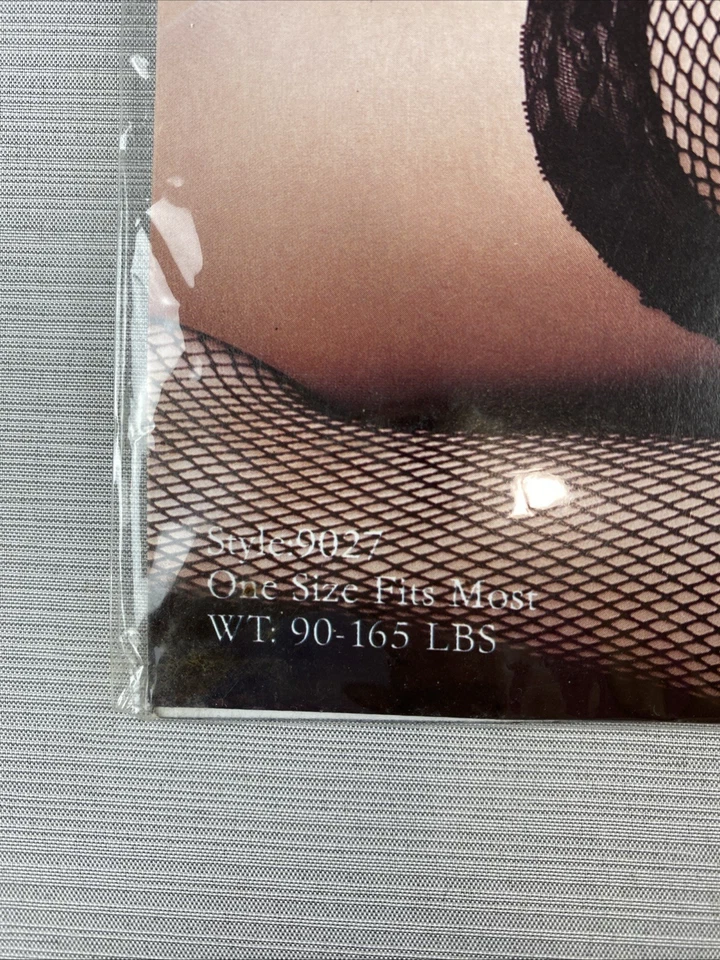 Style:9027
One Size Fits Most
WT: 90-165 LBS